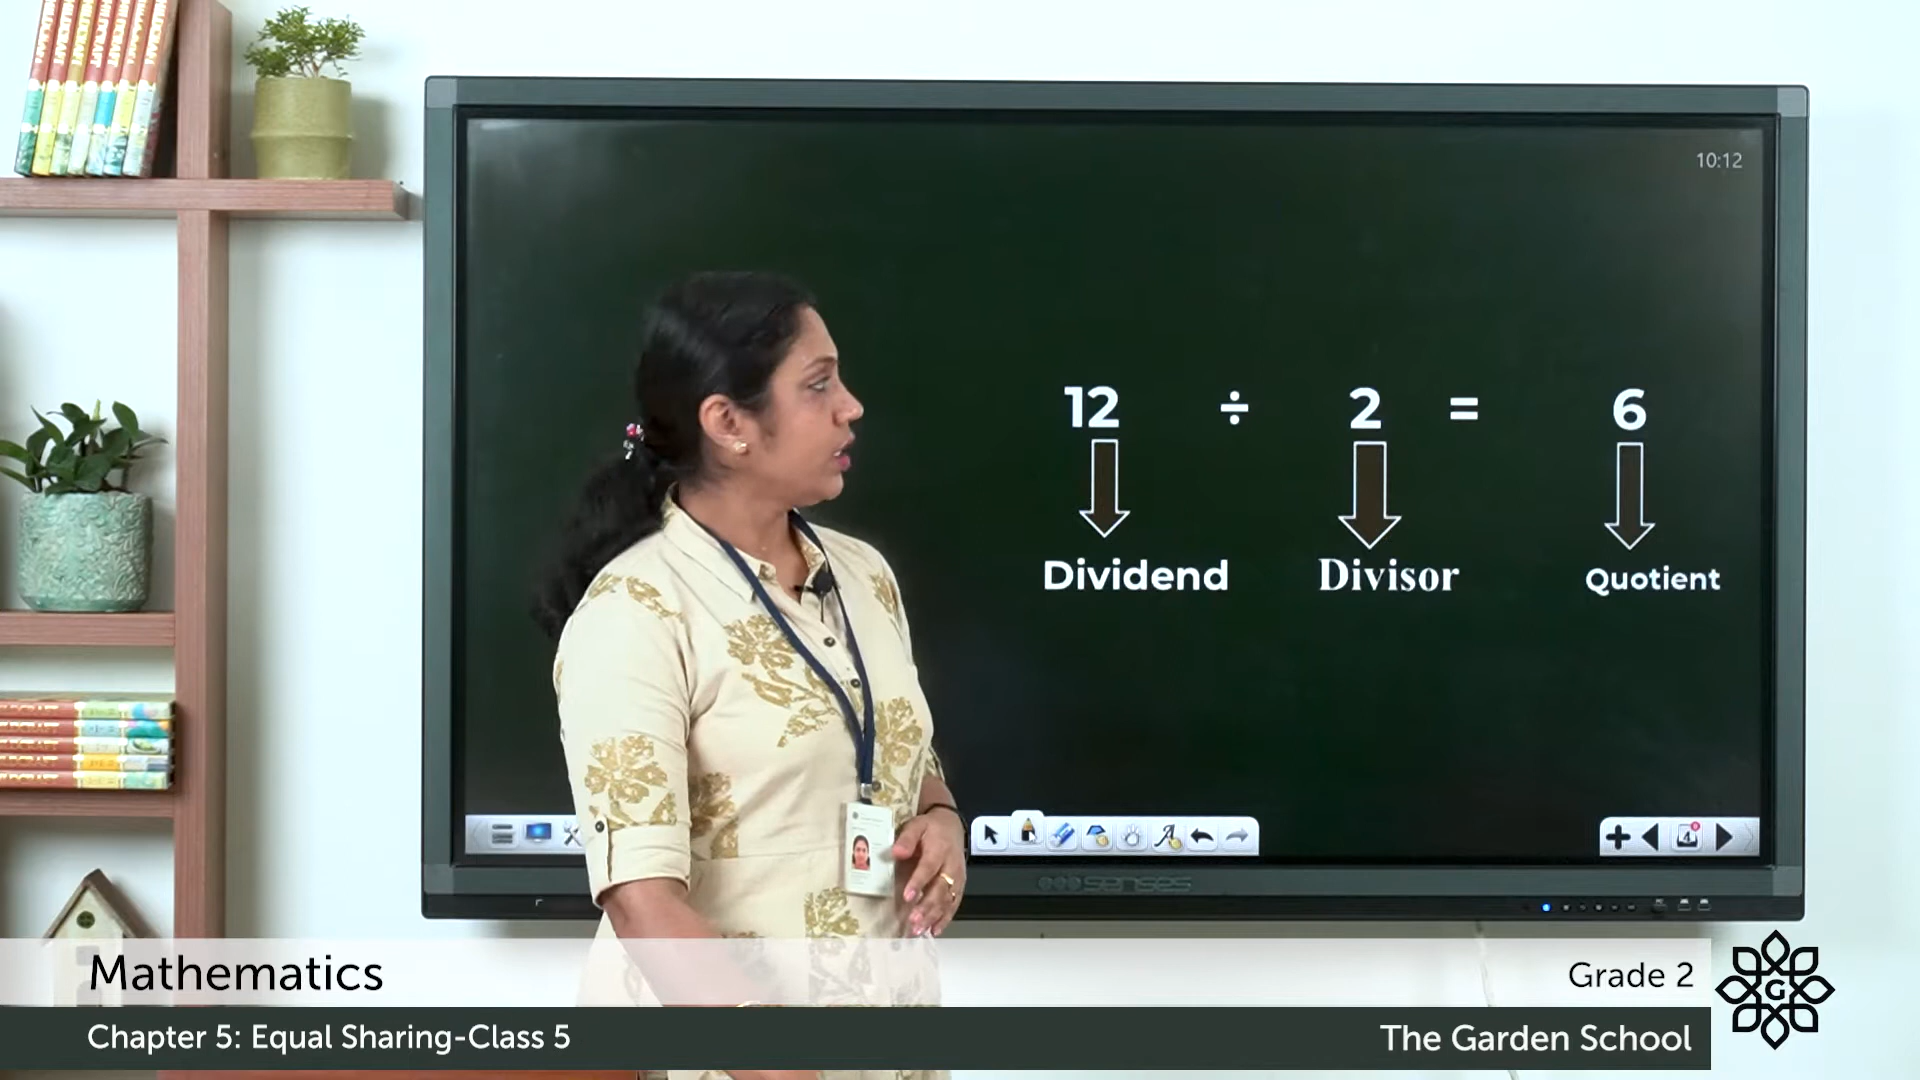 10:12
12 ÷ 2 = 6
Dividend Divisor Quotient
senses
Mathematics
Grade 2
Chapter 5: Equal Sharing-Class 5
The Garden School
G